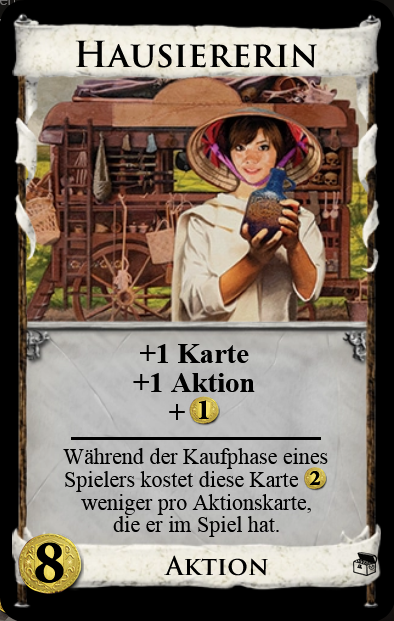 HAUSIERERIN
+1 Karte
+1 Aktion
+ 1
Während der Kaufphase eines
Spielers kostet diese Karte 2
weniger pro Aktionskarte,
die er im Spiel hat.
8
AKTION